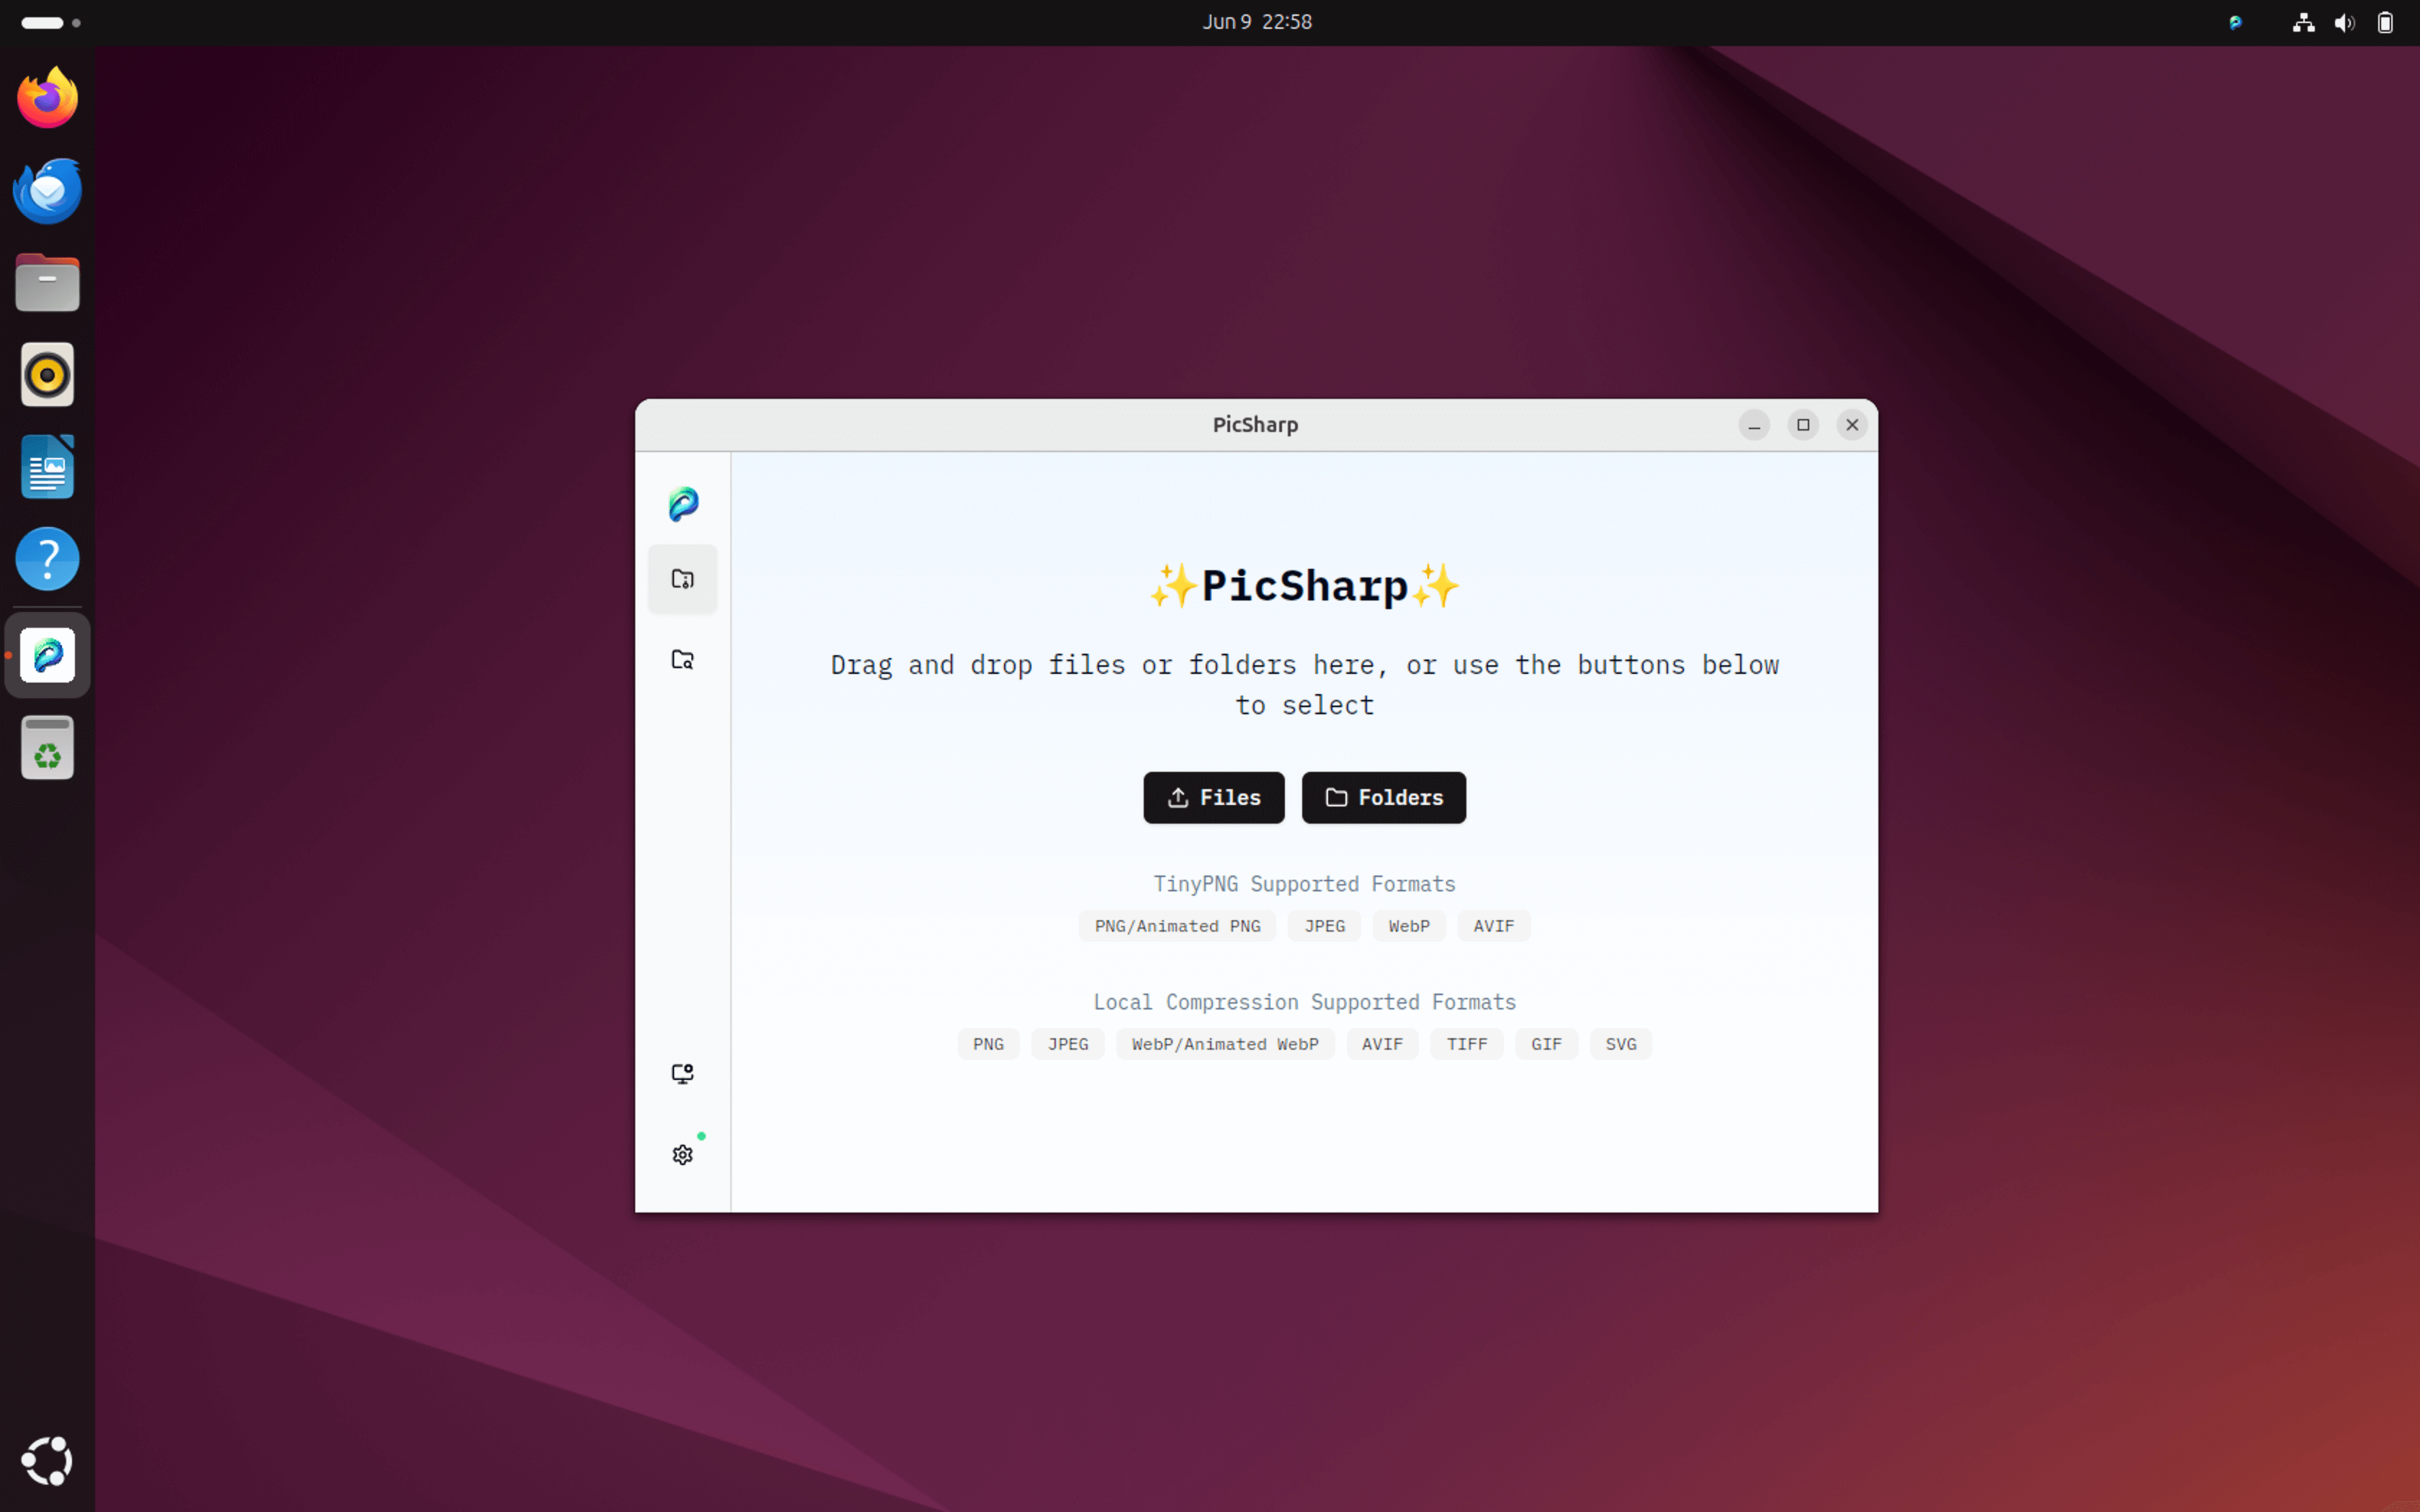 Jun 9 22:58
PicSharp
✨PicSharp✨
Drag and drop files or folders here, or use the buttons below
to select
Files Folders
TinyPNG Supported Formats
PNG/Animated PNG JPEG WebP AVIF
Local Compression Supported Formats
PNG JPEG WebP/Animated WebP AVIF TIFF GIF SVG